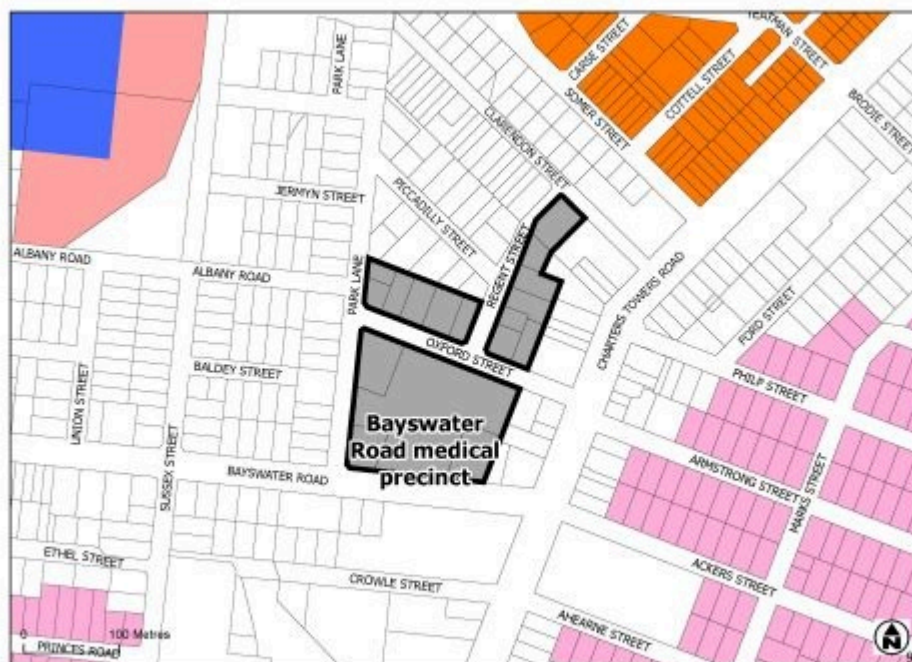 YEATMAN STREET
CARSE STREET
COTTELL STREET
SOMER STREET
BRODIE STREET
PARK LANE
CLARENDON STREET
JERMYN STREET
PICCADILLY STREET
REGENT STREET
ALBANY ROAD
ALBANY ROAD
PARK LANE
CHARTERS TOWERS ROAD
FORD STREET
OXFORD STREET
BALDEY STREET
PHILP STREET
UNION STREET
Bayswater
Road medical
precinct
SUSSEX STREET
BAYSWATER ROAD
ARMSTRONG STREET
MARKS STREET
ETHEL STREET
CROWLE STREET
ACKERS STREET
AHEARNE STREET
0 100 Metres
PRINCES ROAD
N